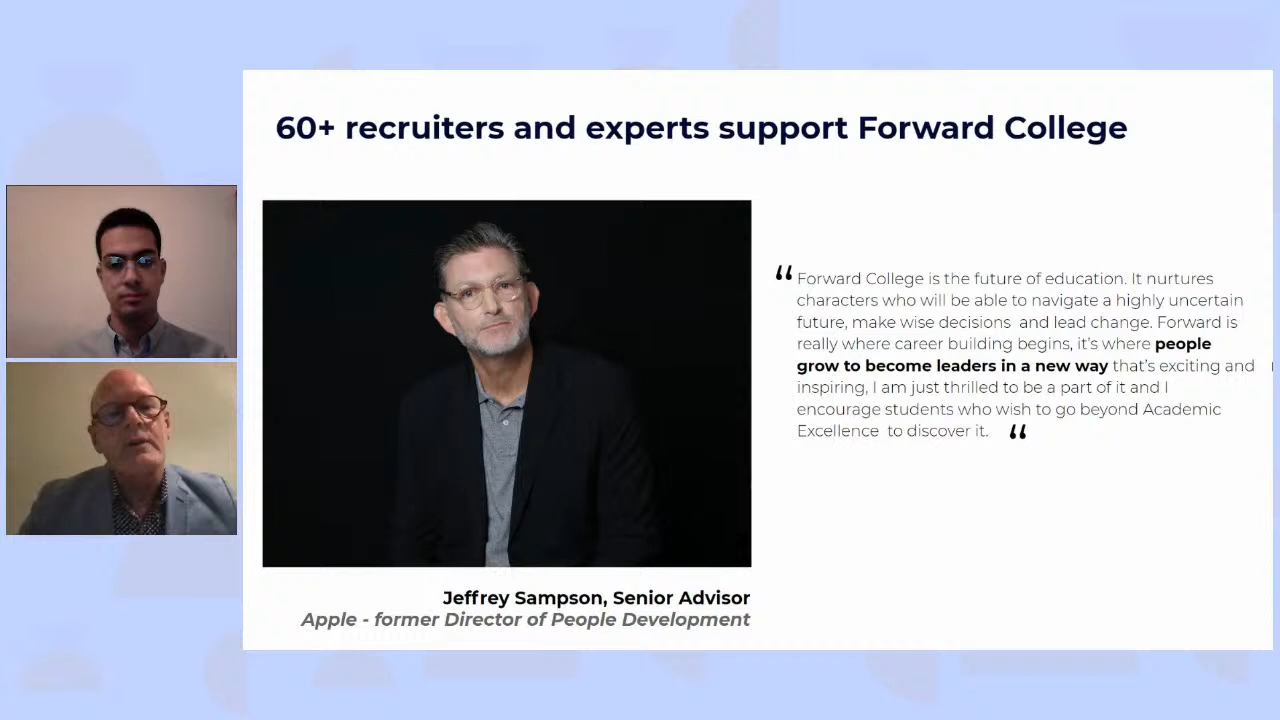 60+ recruiters and experts support Forward College
“ Forward College is the future of education. It nurtures
characters who will be able to navigate a highly uncertain
future, make wise decisions  and lead change. Forward is
really where career building begins, it's where people
grow to become leaders in a new way that's exciting and
inspiring, I am just thrilled to be a part of it and I
encourage students who wish to go beyond Academic
Excellence  to discover it. “
Jeffrey Sampson, Senior Advisor
Apple - former Director of People Development